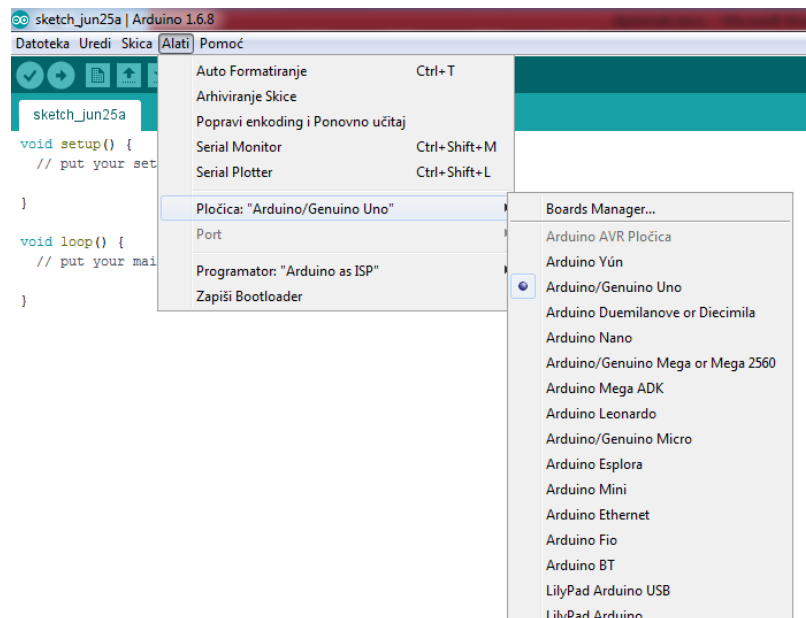 sketch_jun25a | Arduino 1.6.8
Datoteka Uredi Skica Alati Pomoć
sketch_jun25a
void setup() {
// put your set
}
void loop() {
// put your mai
}
Auto Formatiranje Ctrl+T
Arhiviranje Skice
Popravi enkoding i Ponovno učitaj
Serial Monitor Ctrl+Shift+M
Serial Plotter Ctrl+Shift+L
Pločica: "Arduino/Genuino Uno"
Port
Programator: "Arduino as ISP"
Zapiši Bootloader
Boards Manager...
Arduino AVR Pločica
Arduino Yún
Arduino/Genuino Uno
Arduino Duemilanove or Diecimila
Arduino Nano
Arduino/Genuino Mega or Mega 2560
Arduino Mega ADK
Arduino Leonardo
Arduino/Genuino Micro
Arduino Esplora
Arduino Mini
Arduino Ethernet
Arduino Fio
Arduino BT
LilyPad Arduino USB
LilyPad Arduino